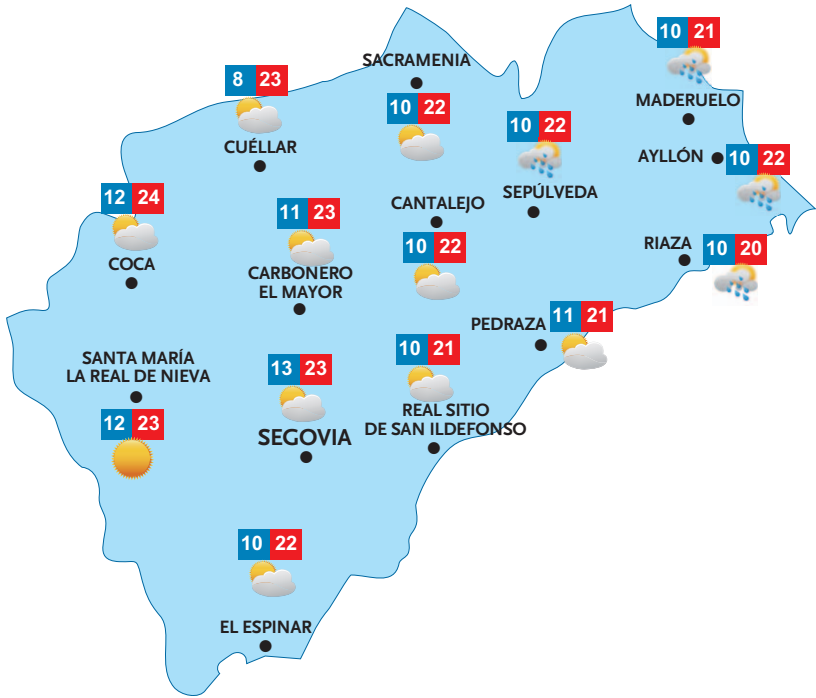 10 21
MADERUELO
SACRAMENIA
10 22
8 23
CUÉLLAR
10 22
SEPÚLVEDA
AYLLÓN
10 22
12 24
COCA
11 23
CARBONERO
EL MAYOR
CANTALEJO
10 22
RIAZA
10 20
PEDRAZA
11 21
SANTA MARÍA
LA REAL DE NIEVA
12 23
13 23
SEGOVIA
10 21
REAL SITIO
DE SAN ILDEFONSO
10 22
EL ESPINAR